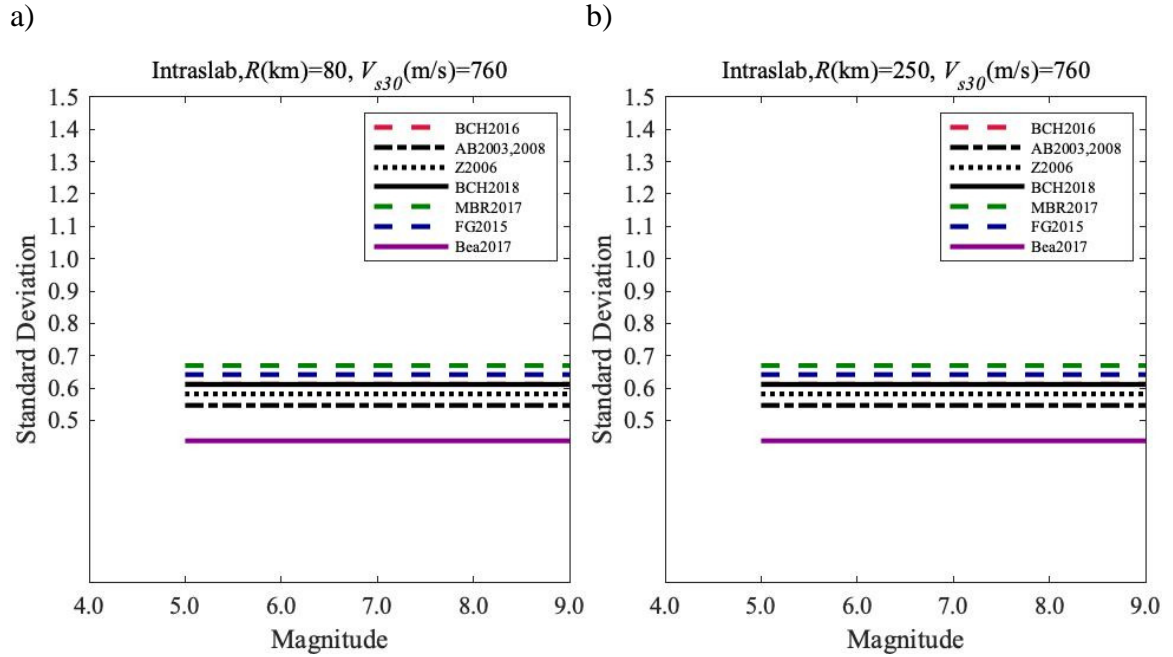 a)
Intraslab,R(km)=80, Vs30(m/s)=760
1.5
1.4
1.3
1.2
1.1
1.0
0.9
0.8
0.7
0.6
0.5
Standard Deviation
BCH2016
AB2003,2008
Z2006
BCH2018
MBR2017
FG2015
Bea2017
4.0 5.0 6.0 7.0 8.0 9.0
Magnitude
b)
Intraslab,R(km)=250, Vs30(m/s)=760
1.5
1.4
1.3
1.2
1.1
1.0
0.9
0.8
0.7
0.6
0.5
Standard Deviation
BCH2016
AB2003,2008
Z2006
BCH2018
MBR2017
FG2015
Bea2017
4.0 5.0 6.0 7.0 8.0 9.0
Magnitude